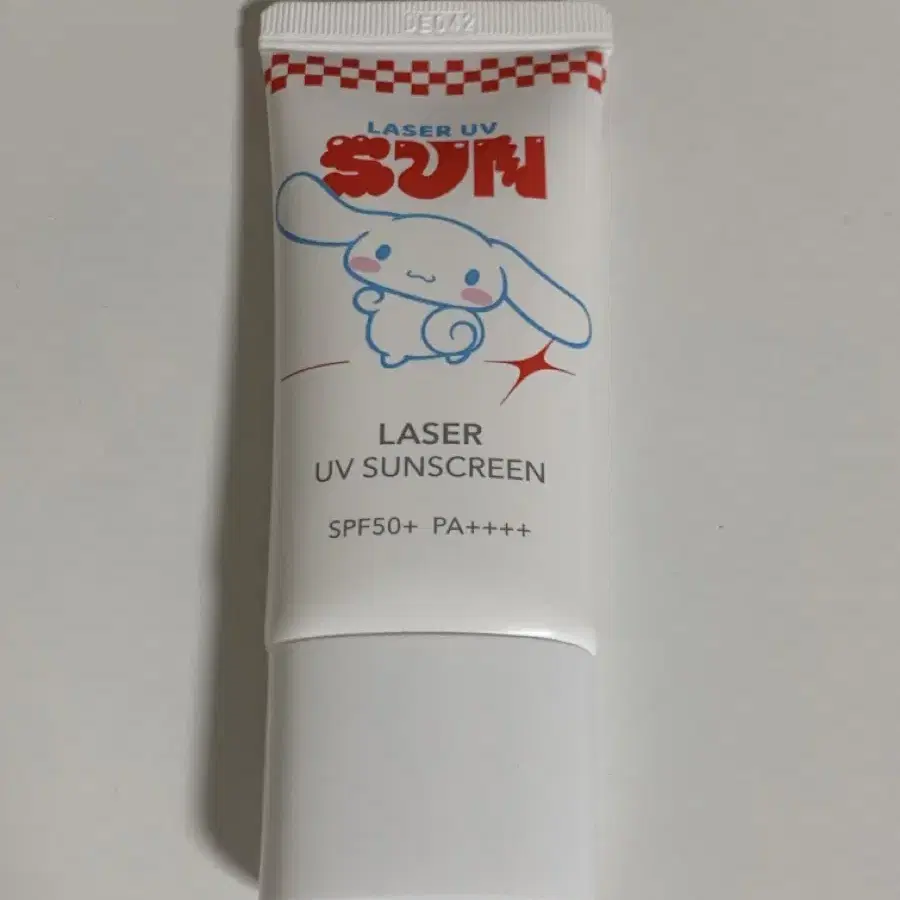 LASER UV
SUN
LASER
UV SUNSCREEN
SPF50+ PA++++